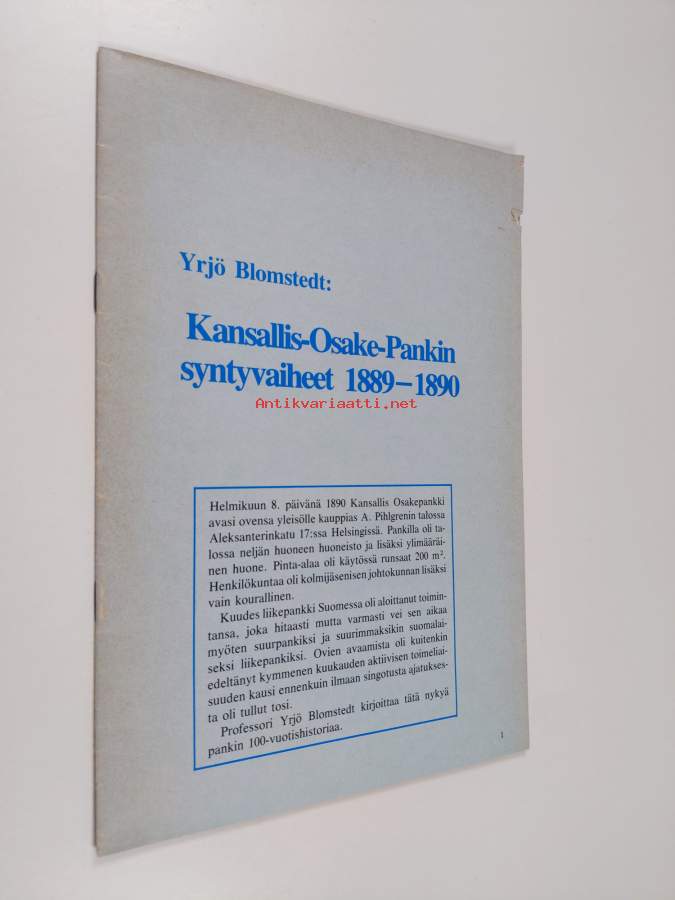 Yrjö Blomstedt:
Kansallis-Osake-Pankin
syntyvaiheet 1889–1890
Antikvariaatti.net
Helmikuun 8. päivänä 1890 Kansallis Osakepankki
avasi ovensa yleisölle kauppias A. Pihlgrenin talossa
Aleksanterinkatu 17:ssa Helsingissä. Pankilla oli ta-
lossa neljän huoneen huoneisto ja lisäksi ylimääräi-
nen huone. Pinta-alaa oli käytössä runsaat 200 m².
Henkilökuntaa oli kolmijäsenisen johtokunnan lisäksi
vain kourallinen.
Kuudes liikepankki Suomessa oli aloittanut toimin-
tansa, joka hitaasti mutta varmasti vei sen aikaa
myöten suurpankiksi ja suurimmaksikin suomalai-
seksi liikepankiksi. Ovien avaamista oli kuitenkin
edeltänyt kymmenen kuukauden aktiivisen toimeliai-
suuden kausi ennenkuin ilmaan singotusta ajatukses-
ta oli tullut tosi.
Professori Yrjö Blomstedt kirjoittaa tätä nykyä
pankin 100-vuotishistoriaa.
1